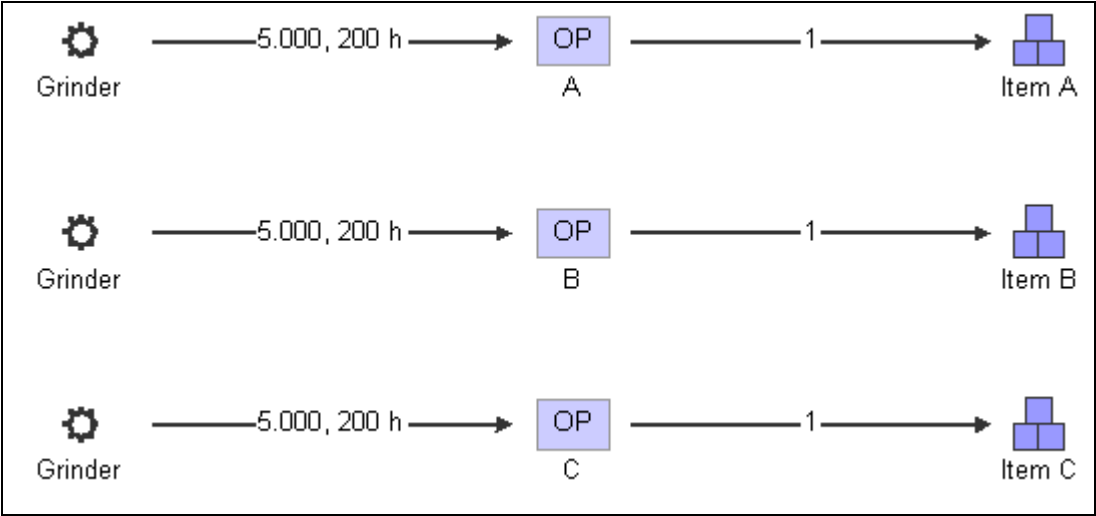 5.000, 200 h OP 1
Grinder A Item A
5.000, 200 h OP 1
Grinder B Item B
5.000, 200 h OP 1
Grinder C Item C